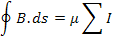 ∮ B.ds = μ∑I